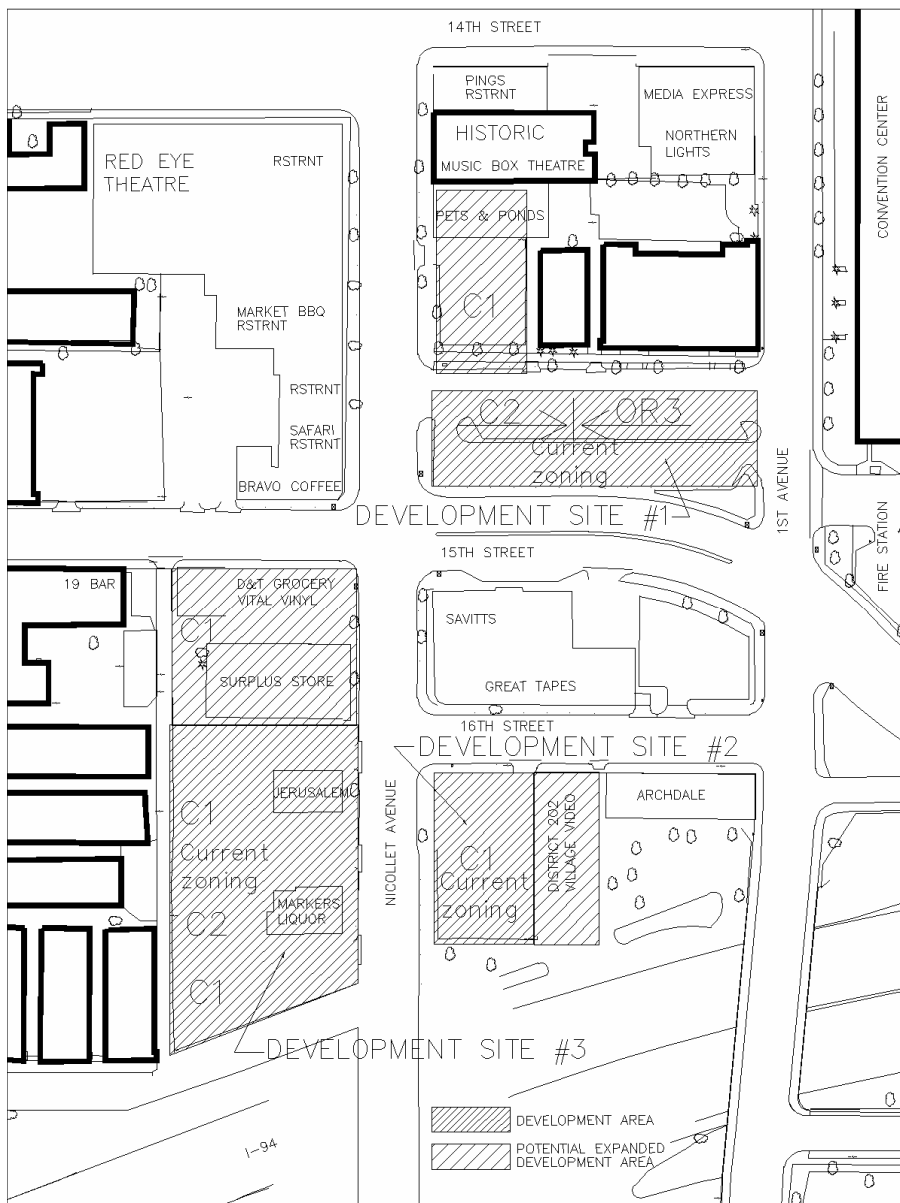 14TH STREET
PINGS
RSTRNT
MEDIA EXPRESS
HISTORIC
MUSIC BOX THEATRE
NORTHERN
LIGHTS
CONVENTION CENTER
RED EYE
THEATRE
RSTRNT
PETS & PONDS
C1
MARKET BBQ
RSTRNT
RSTRNT
SAFARI
RSTRNT
BRAVO COFFEE
C2
OR3
Current
zoning
1ST AVENUE
DEVELOPMENT SITE #1
15TH STREET
FIRE STATION
19 BAR
D&T GROCERY
VITAL VINYL
C1
SURPLUS STORE
SAVITTS
GREAT TAPES
16TH STREET
DEVELOPMENT SITE #2
JERUSALEM
C1
Current
zoning
NICOLLET AVENUE
C1
Current
zoning
DISTRICT 202
VILLAGE VIDEO
ARCHDALE
MARKERS
LIQUOR
C2
C1
DEVELOPMENT SITE #3
I-94
DEVELOPMENT AREA
POTENTIAL EXPANDED
DEVELOPMENT AREA